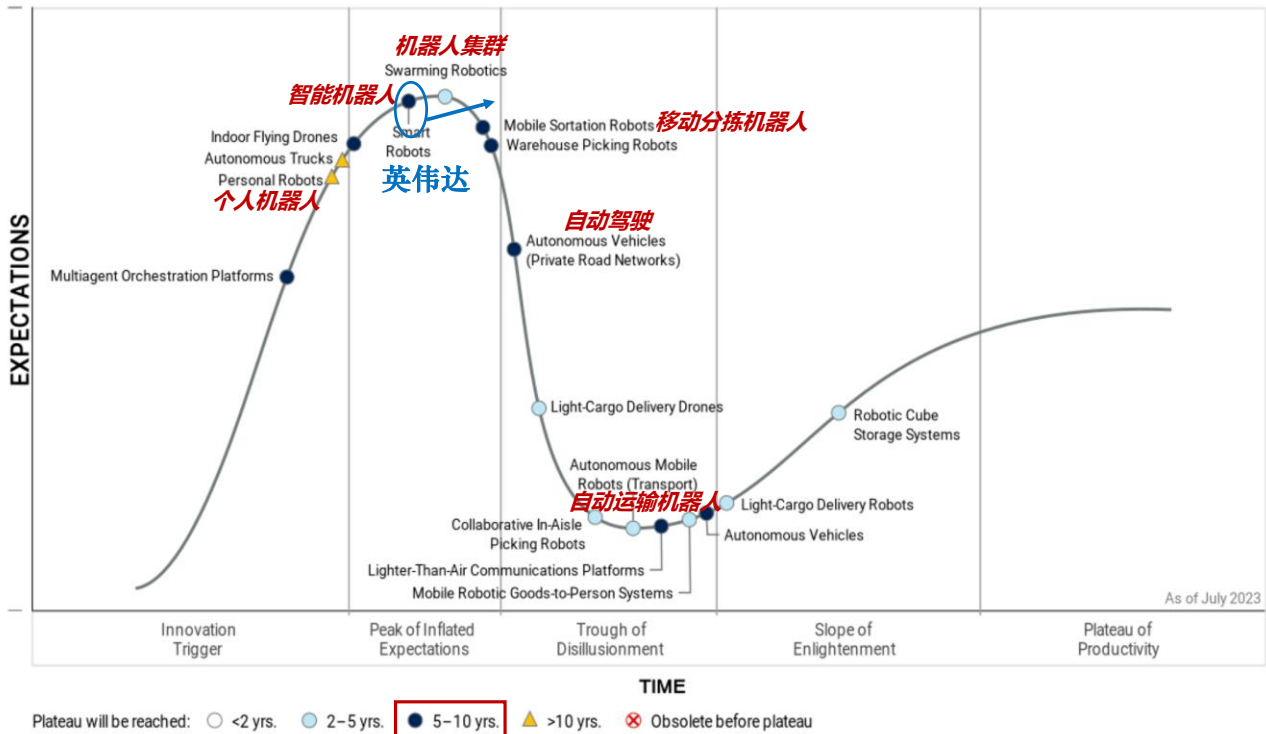 机器人集群
Swarming Robotics
智能机器人
Smart
Robots
英伟达
Indoor Flying Drones
Autonomous Trucks
Personal Robots
个人机器人
Mobile Sortation Robots
移动分拣机器人
Warehouse Picking Robots
自动驾驶
Autonomous Vehicles
(Private Road Networks)
Multiagent Orchestration Platforms
EXPECTATIONS
Light-Cargo Delivery Drones
Robotic Cube
Storage Systems
Autonomous Mobile
Robots (Transport)
自动运输机器人
Light-Cargo Delivery Robots
Collaborative In-Aisle
Picking Robots
Autonomous Vehicles
Lighter-Than-Air Communications Platforms
Mobile Robotic Goods-to-Person Systems
As of July 2023
Innovation
Trigger
Peak of Inflated
Expectations
Trough of
Disillusionment
Slope of
Enlightenment
Plateau of
Productivity
TIME
Plateau will be reached: <2 yrs. 2–5 yrs. 5–10 yrs. >10 yrs. Obsolete before plateau